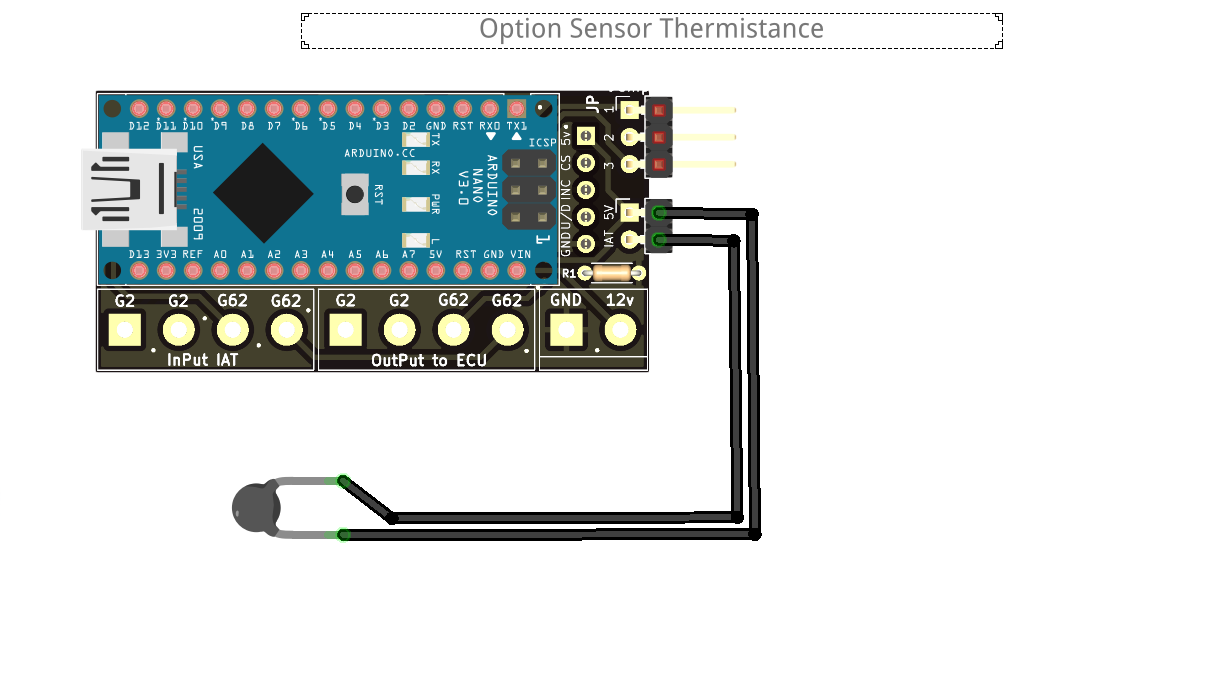 Option Sensor Thermistance
JP
1
2
3
D12 D11 D10 D9 D8 D7 D6 D5 D4 D3 D2 GND RST RX0 TX1
TX
RX
PWR
L
ICSP
ARDUINO.CC
RST
ARDUINO
NANO
V3.0
1
USA
2009
5v
CS
INC
U/D
GND
5V
IAT
D13 3V3 REF A0 A1 A2 A3 A4 A5 A6 A7 5V RST GND VIN
R1
G2 G2 G62 G62 G2 G2 G62 G62 GND 12v
InPut IAT OutPut to ECU